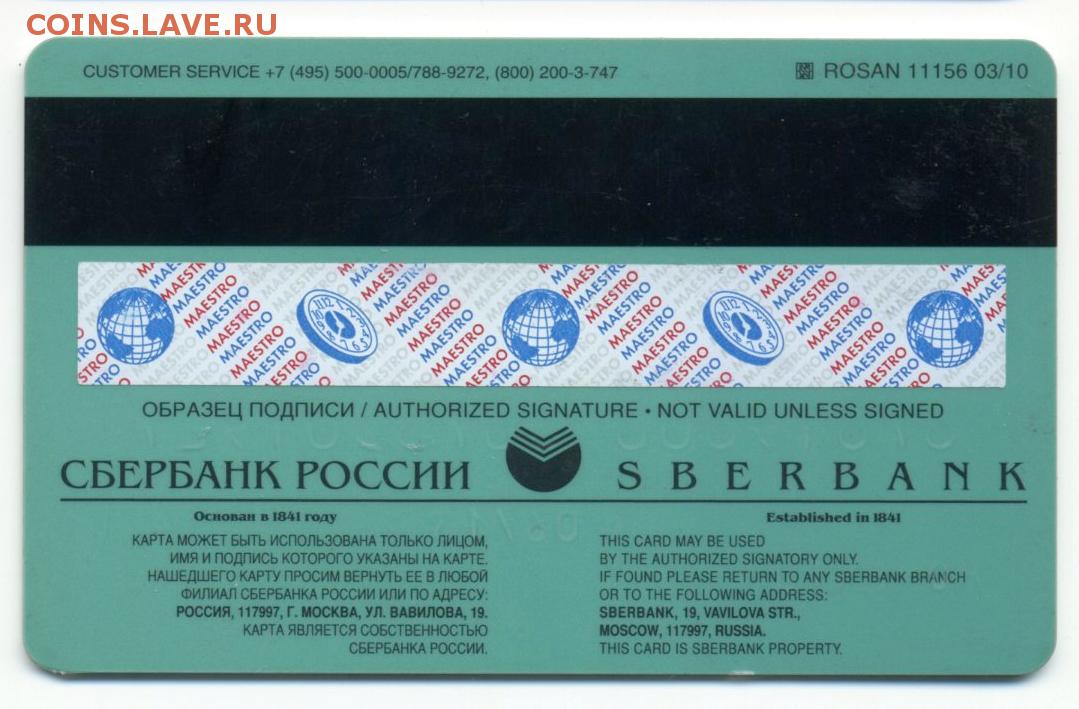 COINS.LAVE.RU
CUSTOMER SERVICE +7 (495) 500-0005/788-9272, (800) 200-3-747
ROSAN 11156 03/10
MAESTRO MAESTRO MAESTRO MAESTRO
ОБРАЗЕЦ ПОДПИСИ / AUTHORIZED SIGNATURE • NOT VALID UNLESS SIGNED
СБЕРБАНК РОССИИ
SBERBANK
Основан в 1841 году
Established in 1841
КАРТА МОЖЕТ БЫТЬ ИСПОЛЬЗОВАНА ТОЛЬКО ЛИЦОМ,
ИМЯ И ПОДПИСЬ КОТОРОГО УКАЗАНЫ НА КАРТЕ.
НАШЕДШЕГО КАРТУ ПРОСИМ ВЕРНУТЬ ЕЕ В ЛЮБОЙ
ФИЛИАЛ СБЕРБАНКА РОССИИ ИЛИ ПО АДРЕСУ:
РОССИЯ, 117997, Г. МОСКВА, УЛ. ВАВИЛОВА, 19.
КАРТА ЯВЛЯЕТСЯ СОБСТВЕННОСТЬЮ
СБЕРБАНКА РОССИИ.
THIS CARD MAY BE USED
BY THE AUTHORIZED SIGNATORY ONLY.
IF FOUND PLEASE RETURN TO ANY SBERBANK BRANCH
OR TO THE FOLLOWING ADDRESS:
SBERBANK, 19, VAVILOVA STR.,
MOSCOW, 117997, RUSSIA.
THIS CARD IS SBERBANK PROPERTY.